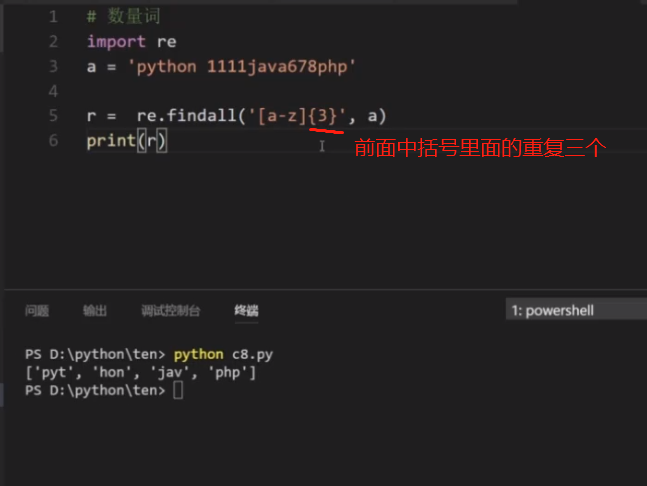 1 # 数量词
2 import re
3 a = 'python 1111java678php'
4
5 r =  re.findall('[a-z]{3}', a)
6 print(r)
前面中括号里面的重复三个
问题 输出 调试控制台 终端 1: powershell
PS D:\python\ten> python c8.py
['pyt', 'hon', 'jav', 'php']
PS D:\python\ten>